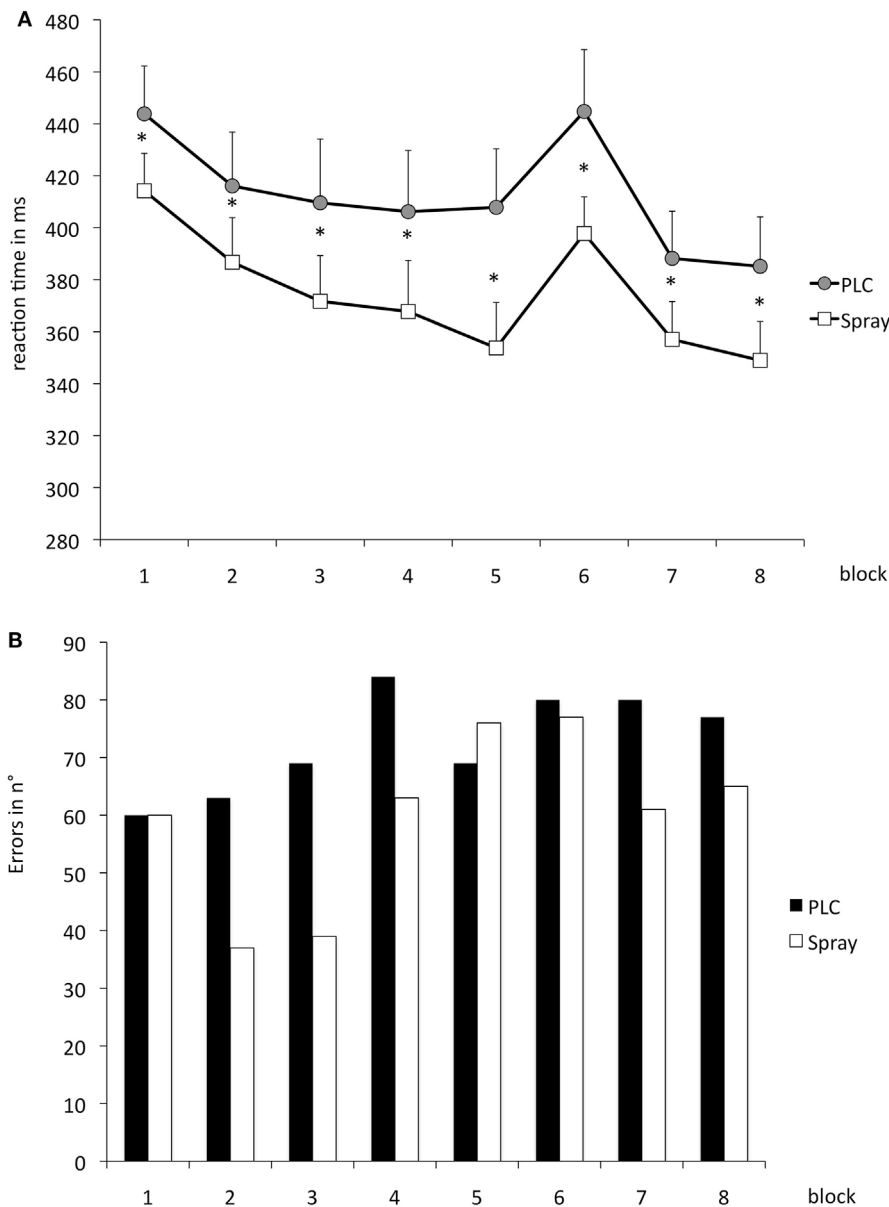 A
480
460
440
420
400
380
360
340
320
300
280
reaction time in ms
* * * * * * * *
PLC
Spray
1 2 3 4 5 6 7 8 block
B
90
80
70
60
50
40
30
20
10
0
Errors in n°
PLC
Spray
1 2 3 4 5 6 7 8 block